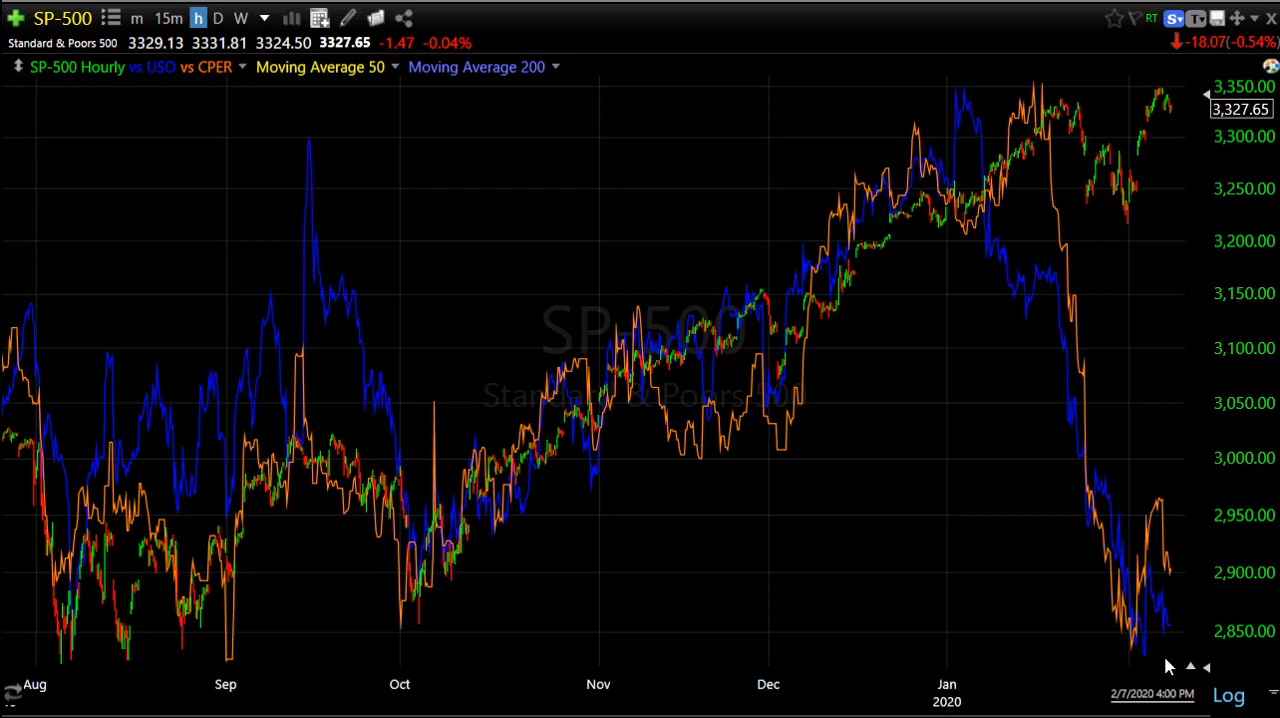 SP-500 m 15m h D W RT S T X
Standard & Poors 500 3329.13 3331.81 3324.50 3327.65 -1.47 -0.04% -18.07(-0.54%)
SP-500 Hourly vs USO vs CPER Moving Average 50 Moving Average 200
3,350.00
3,327.65
3,300.00
3,250.00
3,200.00
3,150.00
SP-500
3,100.00
Standard & Poors 500
3,050.00
3,000.00
2,950.00
2,900.00
2,850.00
Aug Sep Oct Nov Dec Jan
2020
2/7/2020 4:00 PM
Log